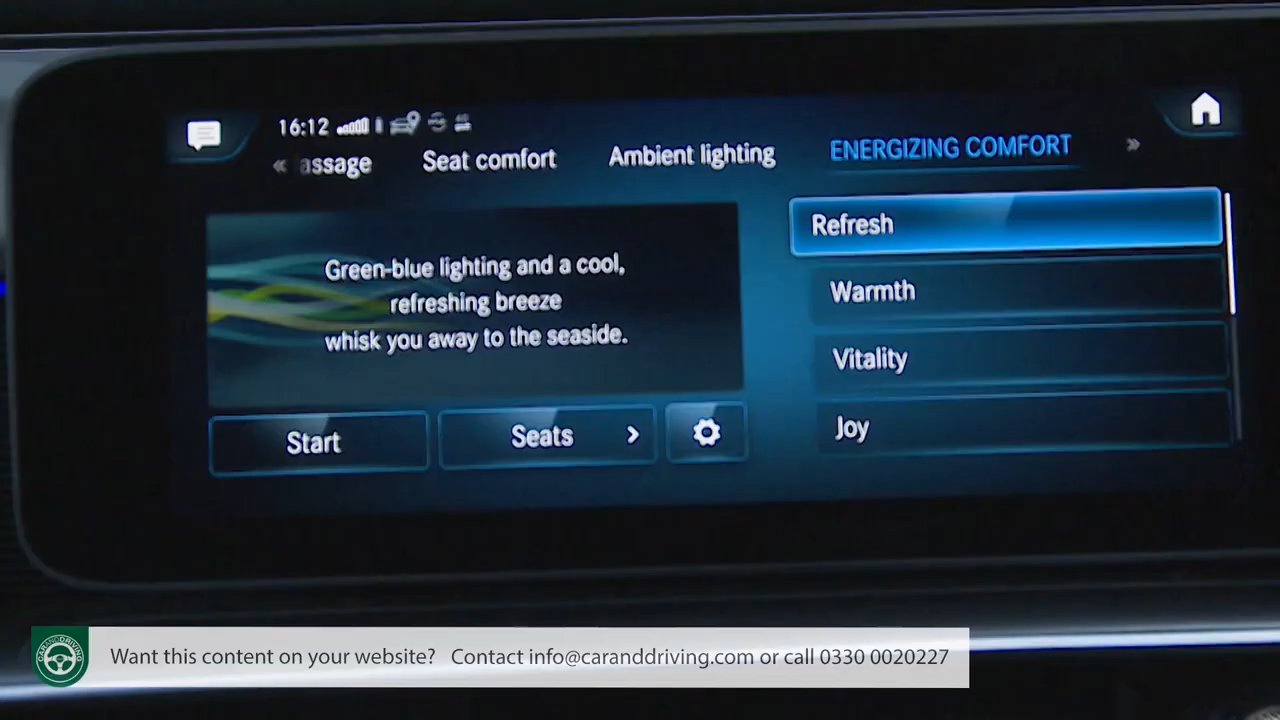 16:12
assage Seat comfort Ambient lighting ENERGIZING COMFORT
Green-blue lighting and a cool,
refreshing breeze
whisk you away to the seaside.
Start Seats
Refresh
Warmth
Vitality
Joy
CARANDDRIVING
Want this content on your website? Contact info@caranddriving.com or call 0330 0020227